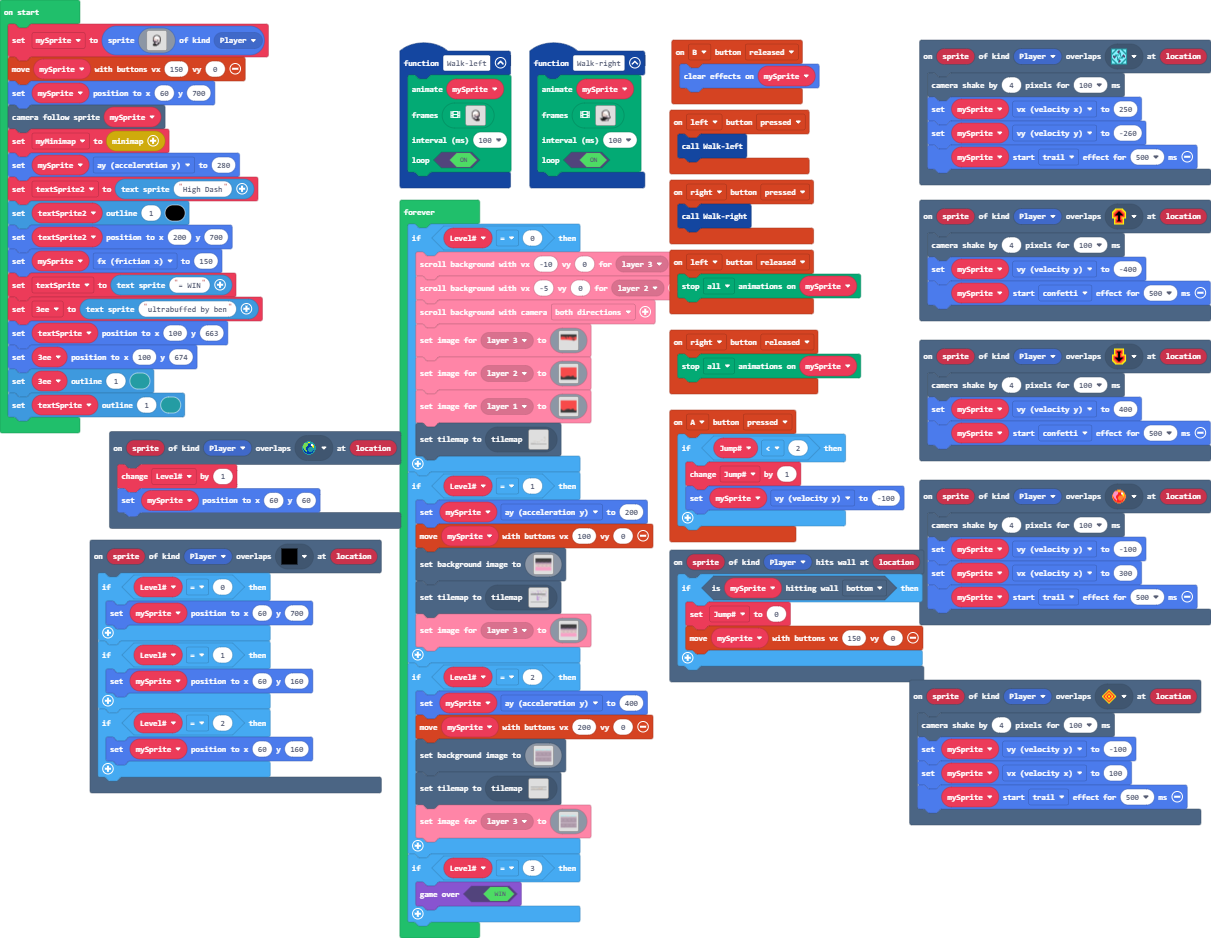 on start
set mySprite to sprite of kind Player
move mySprite with buttons vx 150 vy 0
set mySprite position to x 60 y 700
camera follow sprite mySprite
set myMinimap to minimap
set mySprite ay (acceleration y) to 280
set textSprite2 to text sprite "High Dash"
set textSprite2 outline 1
set textSprite2 position to x 200 y 700
set mySprite fx (friction x) to 150
set textSprite to text sprite "= WIN"
set 3ee to text sprite "ultrabuffed by ben"
set textSprite position to x 100 y 663
set 3ee position to x 100 y 674
set 3ee outline 1
set textSprite outline 1
on sprite of kind Player overlaps at location
change Level# by 1
set mySprite position to x 60 y 60
on sprite of kind Player overlaps at location
if Level# = 0 then
set mySprite position to x 60 y 700
if Level# = 1 then
set mySprite position to x 60 y 160
if Level# = 2 then
set mySprite position to x 60 y 160
function Walk-left
animate mySprite
frames
interval (ms) 100
loop ON
function Walk-right
animate mySprite
frames
interval (ms) 100
loop ON
forever
if Level# = 0 then
scroll background with vx -10 vy 0 for layer 3
scroll background with vx -5 vy 0 for layer 2
scroll background with camera both directions
set image for layer 3 to
set image for layer 2 to
set image for layer 1 to
set tilemap to tilemap
if Level# = 1 then
set mySprite ay (acceleration y) to 200
move mySprite with buttons vx 100 vy 0
set background image to
set tilemap to tilemap
set image for layer 3 to
if Level# = 2 then
set mySprite ay (acceleration y) to 400
move mySprite with buttons vx 200 vy 0
set background image to
set tilemap to tilemap
set image for layer 3 to
if Level# = 3 then
game over WIN
on B button released
clear effects on mySprite
on left button pressed
call Walk-left
on right button pressed
call Walk-right
on left button released
stop all animations on mySprite
on right button released
stop all animations on mySprite
on A button pressed
if Jump# < 2 then
change Jump# by 1
set mySprite vy (velocity y) to -100
on sprite of kind Player hits wall at location
if is mySprite hitting wall bottom then
set Jump# to 0
move mySprite with buttons vx 150 vy 0
on sprite of kind Player overlaps at location
camera shake by 4 pixels for 100 ms
set mySprite vx (velocity x) to 250
set mySprite vy (velocity y) to -260
mySprite start trail effect for 500 ms
on sprite of kind Player overlaps at location
camera shake by 4 pixels for 100 ms
set mySprite vy (velocity y) to -400
mySprite start confetti effect for 500 ms
on sprite of kind Player overlaps at location
camera shake by 4 pixels for 100 ms
set mySprite vy (velocity y) to 400
mySprite start confetti effect for 500 ms
on sprite of kind Player overlaps at location
camera shake by 4 pixels for 100 ms
set mySprite vy (velocity y) to -100
set mySprite vx (velocity x) to 300
mySprite start trail effect for 500 ms
on sprite of kind Player overlaps at location
camera shake by 4 pixels for 100 ms
set mySprite vy (velocity y) to -100
set mySprite vx (velocity x) to 100
mySprite start trail effect for 500 ms